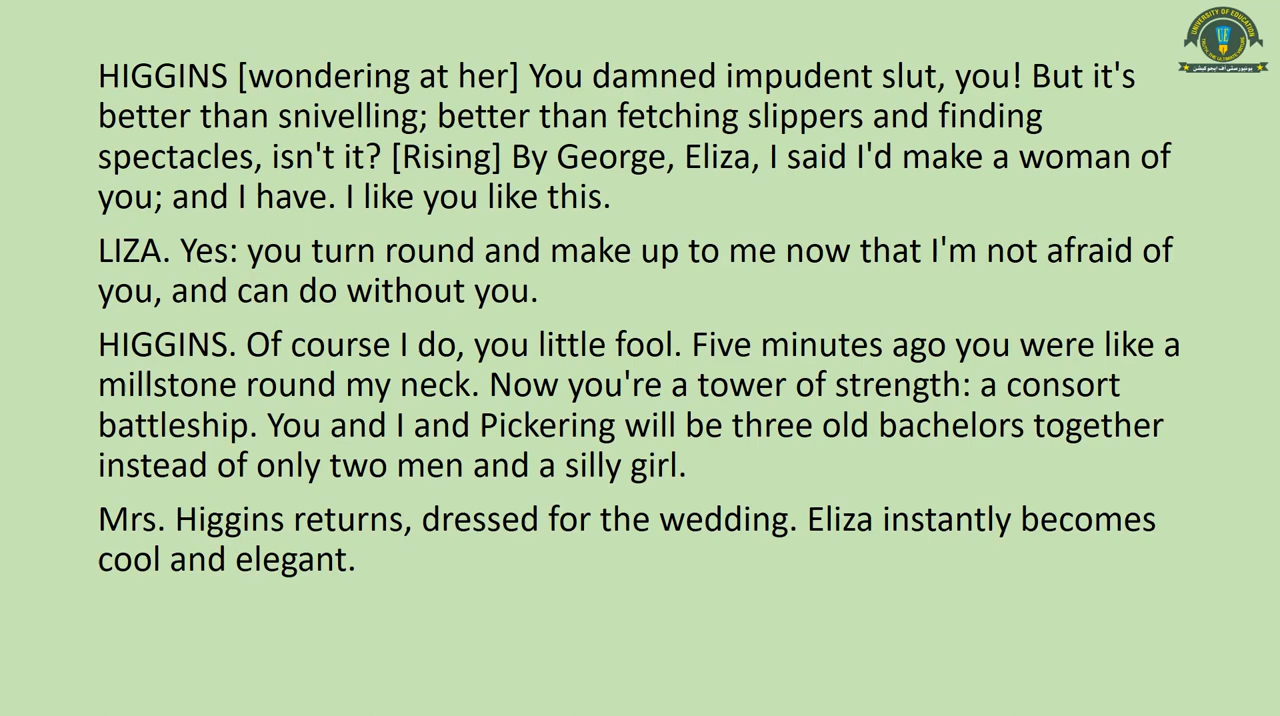 UNIVERSITY OF EDUCATION
UE
HIGGINS [wondering at her] You damned impudent slut, you! But it's
better than snivelling; better than fetching slippers and finding
spectacles, isn't it? [Rising] By George, Eliza, I said I'd make a woman of
you; and I have. I like you like this.
LIZA. Yes: you turn round and make up to me now that I'm not afraid of
you, and can do without you.
HIGGINS. Of course I do, you little fool. Five minutes ago you were like a
millstone round my neck. Now you're a tower of strength: a consort
battleship. You and I and Pickering will be three old bachelors together
instead of only two men and a silly girl.
Mrs. Higgins returns, dressed for the wedding. Eliza instantly becomes
cool and elegant.